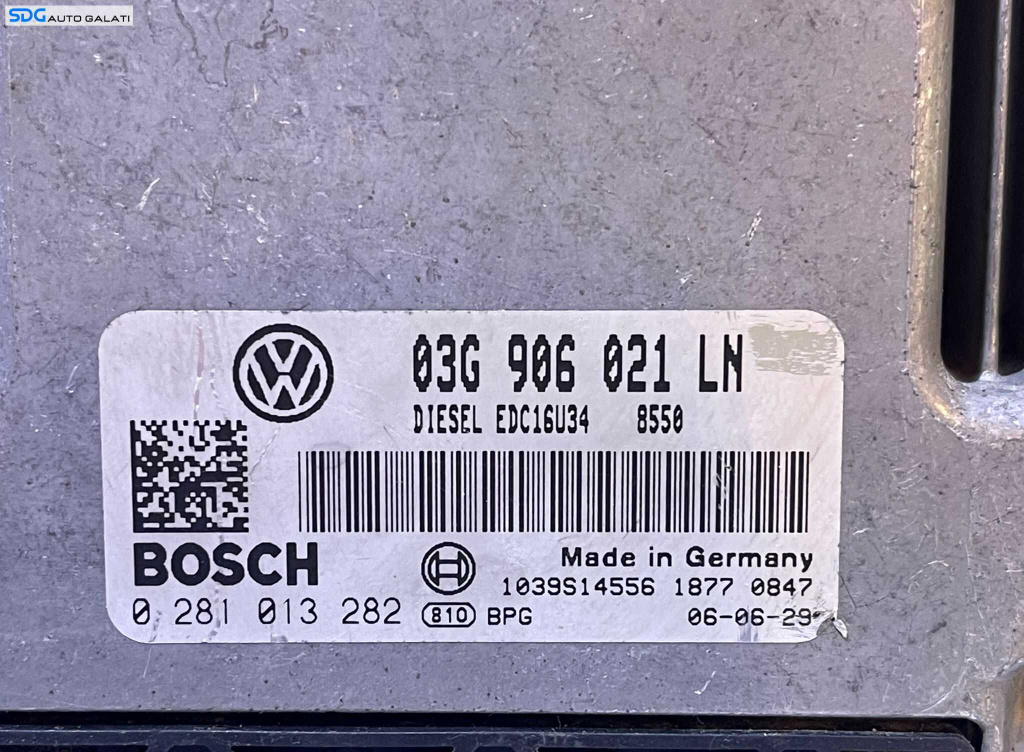 SDG AUTO GALATI
03G 906 021 LN
DIESEL EDC16U34 8550
BOSCH
Made in Germany
1039S14556 1877 0847
0 281 013 282 810 BPG 06-06-29